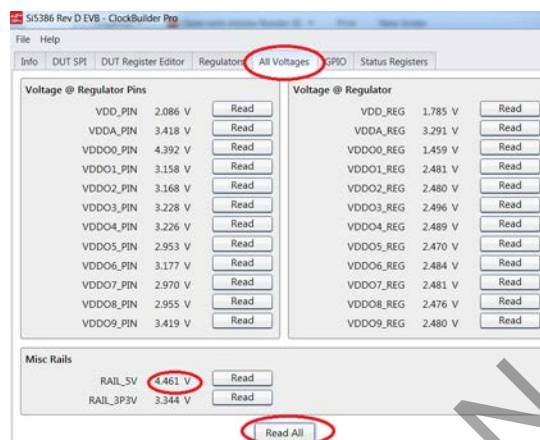 Si5386 Rev D EVB - ClockBuilder Pro
File Help
Info DUT SPI DUT Register Editor Regulators All Voltages GPIO Status Registers
Voltage @ Regulator Pins
VDD_PIN 2.086 V Read
VDDA_PIN 3.418 V Read
VDDO0_PIN 4.392 V Read
VDDO1_PIN 3.158 V Read
VDDO2_PIN 3.168 V Read
VDDO3_PIN 3.228 V Read
VDDO4_PIN 3.226 V Read
VDDO5_PIN 2.953 V Read
VDDO6_PIN 3.177 V Read
VDDO7_PIN 2.970 V Read
VDDO8_PIN 2.955 V Read
VDDO9_PIN 3.419 V Read
Voltage @ Regulator
VDD_REG 1.785 V Read
VDDA_REG 3.291 V Read
VDDO0_REG 1.459 V Read
VDDO1_REG 2.481 V Read
VDDO2_REG 2.480 V Read
VDDO3_REG 2.496 V Read
VDDO4_REG 2.489 V Read
VDDO5_REG 2.470 V Read
VDDO6_REG 2.484 V Read
VDDO7_REG 2.481 V Read
VDDO8_REG 2.476 V Read
VDDO9_REG 2.480 V Read
Misc Rails
RAIL_5V 4.461 V Read
RAIL_3P3V 3.344 V Read
Read All